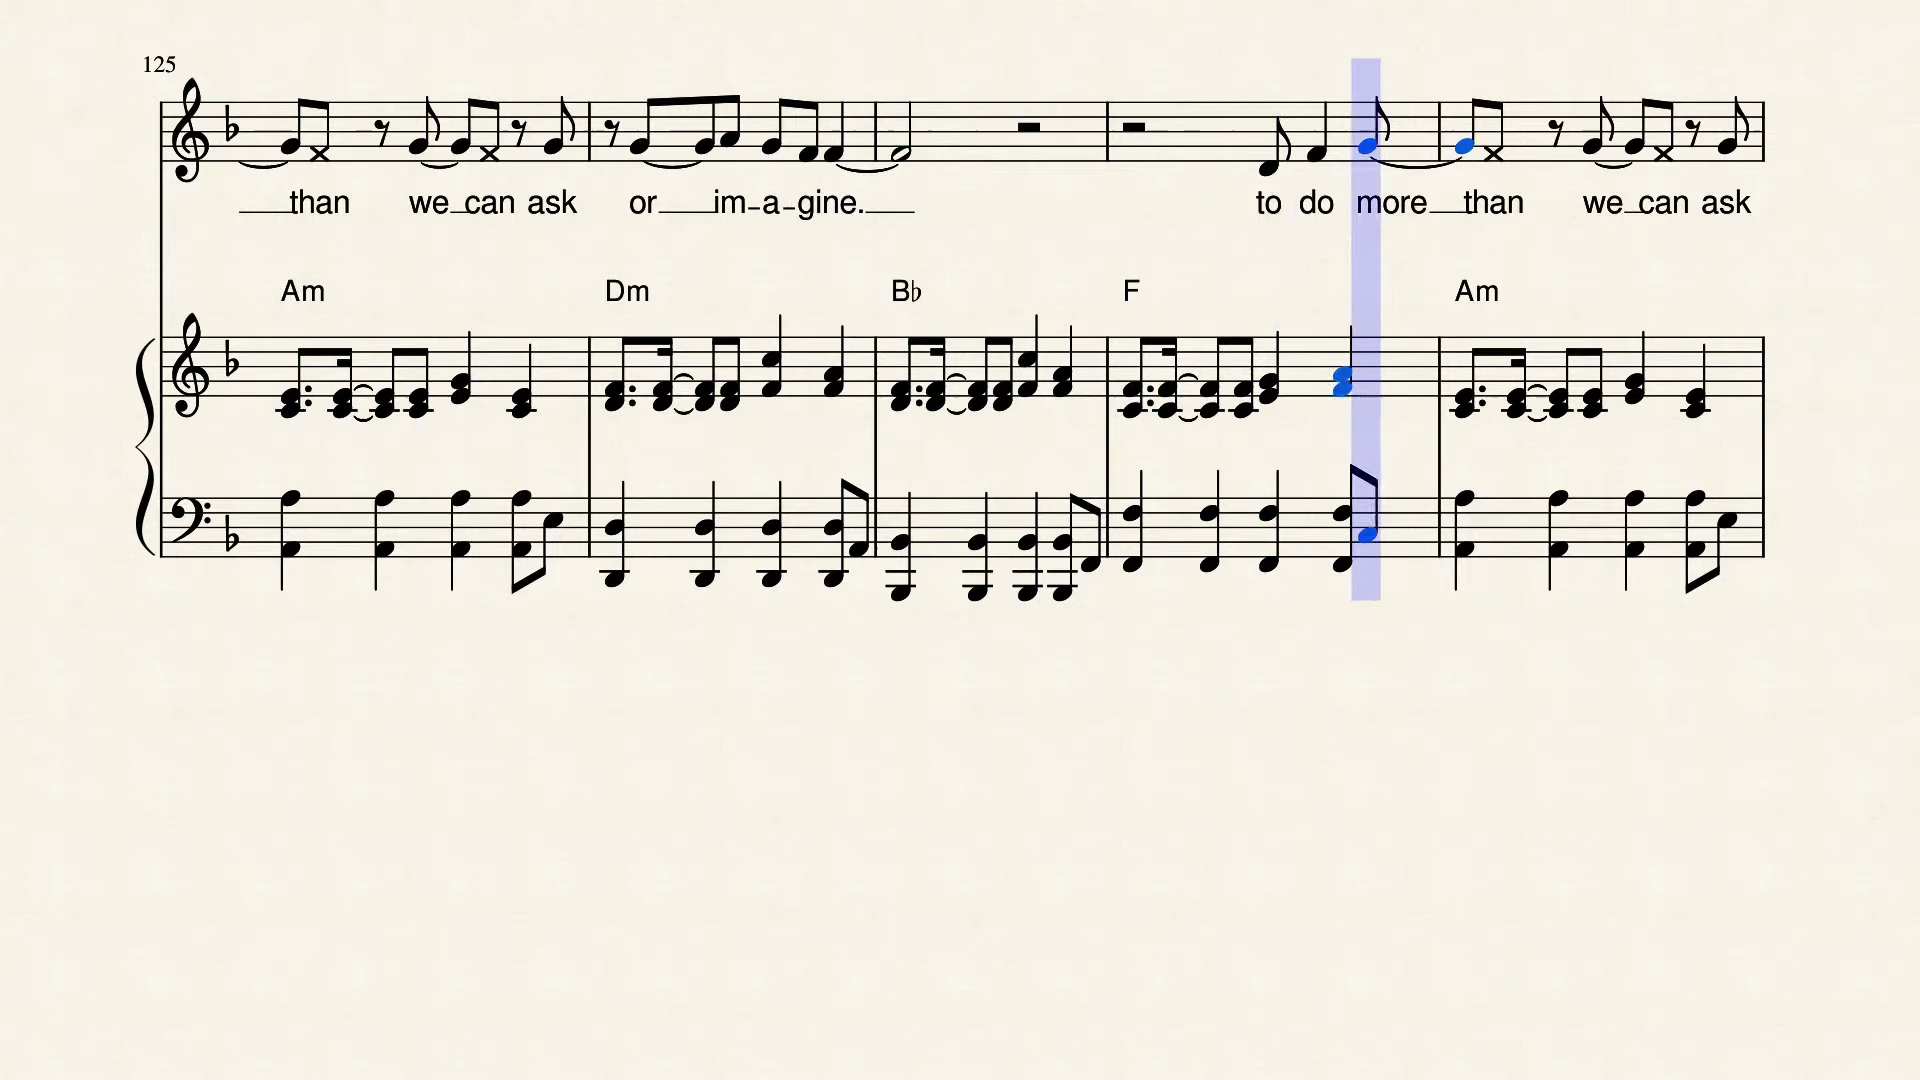 125
than we can ask or im-a-gine. to do more than we can ask
Am Dm B♭ F Am